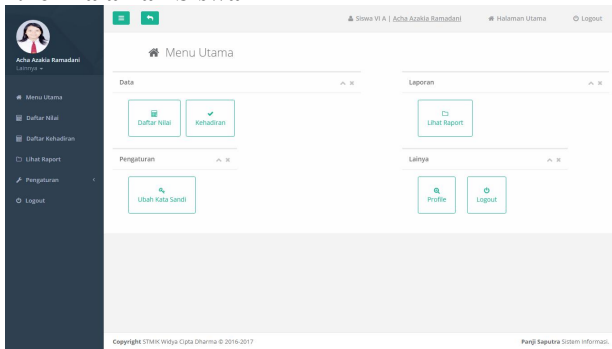 Siswa VI A | Acha Azakia Ramadani
Halaman Utama
Logout
Acha Azakia Ramadani
Lainnya
Menu Utama
Daftar Nilai
Daftar Kehadiran
Lihat Raport
Pengaturan
Logout
Menu Utama
Data
Daftar Nilai
Kehadiran
Laporan
Lihat Raport
Pengaturan
Ubah Kata Sandi
Lainya
Profile
Logout
Copyright STMIK Widya Cipta Dharma © 2016-2017
Panji Saputra Sistem Informasi.